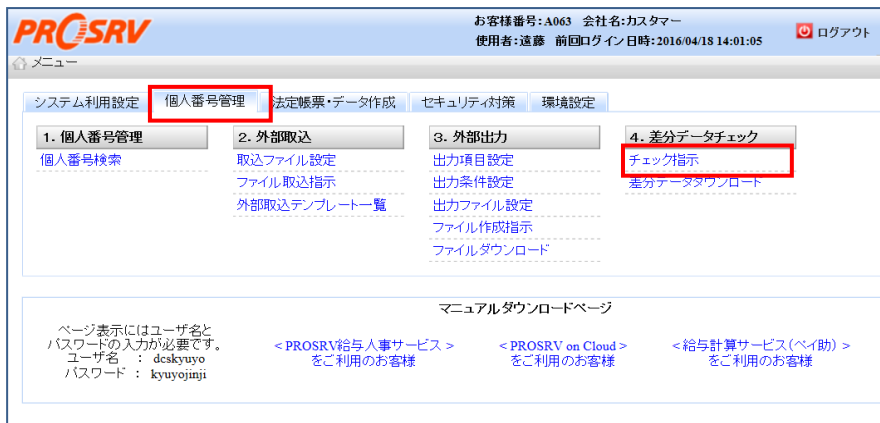 PROSRV
お客様番号:A063 会社名:カスタマー
使用者:遠藤 前回ログイン日時:2016/04/18 14:01:05
ログアウト
メニュー
システム利用設定 個人番号管理 法定帳票・データ作成 セキュリティ対策 環境設定
1. 個人番号管理
個人番号検索
2. 外部取込
取込ファイル設定
ファイル取込指示
外部取込テンプレート一覧
3. 外部出力
出力項目設定
出力条件設定
出力ファイル設定
ファイル作成指示
ファイルダウンロード
4. 差分データチェック
チェック指示
差分データダウンロード
マニュアルダウンロードページ
ページ表示にはユーザ名と
パスワードの入力が必要です。
ユーザ名 : dcskyuyo
パスワード : kyuyojinji
< PROSRV給与人事サービス >
をご利用のお客様
< PROSRV on Cloud >
をご利用のお客様
<給与計算サービス(ペイ助) >
をご利用のお客様